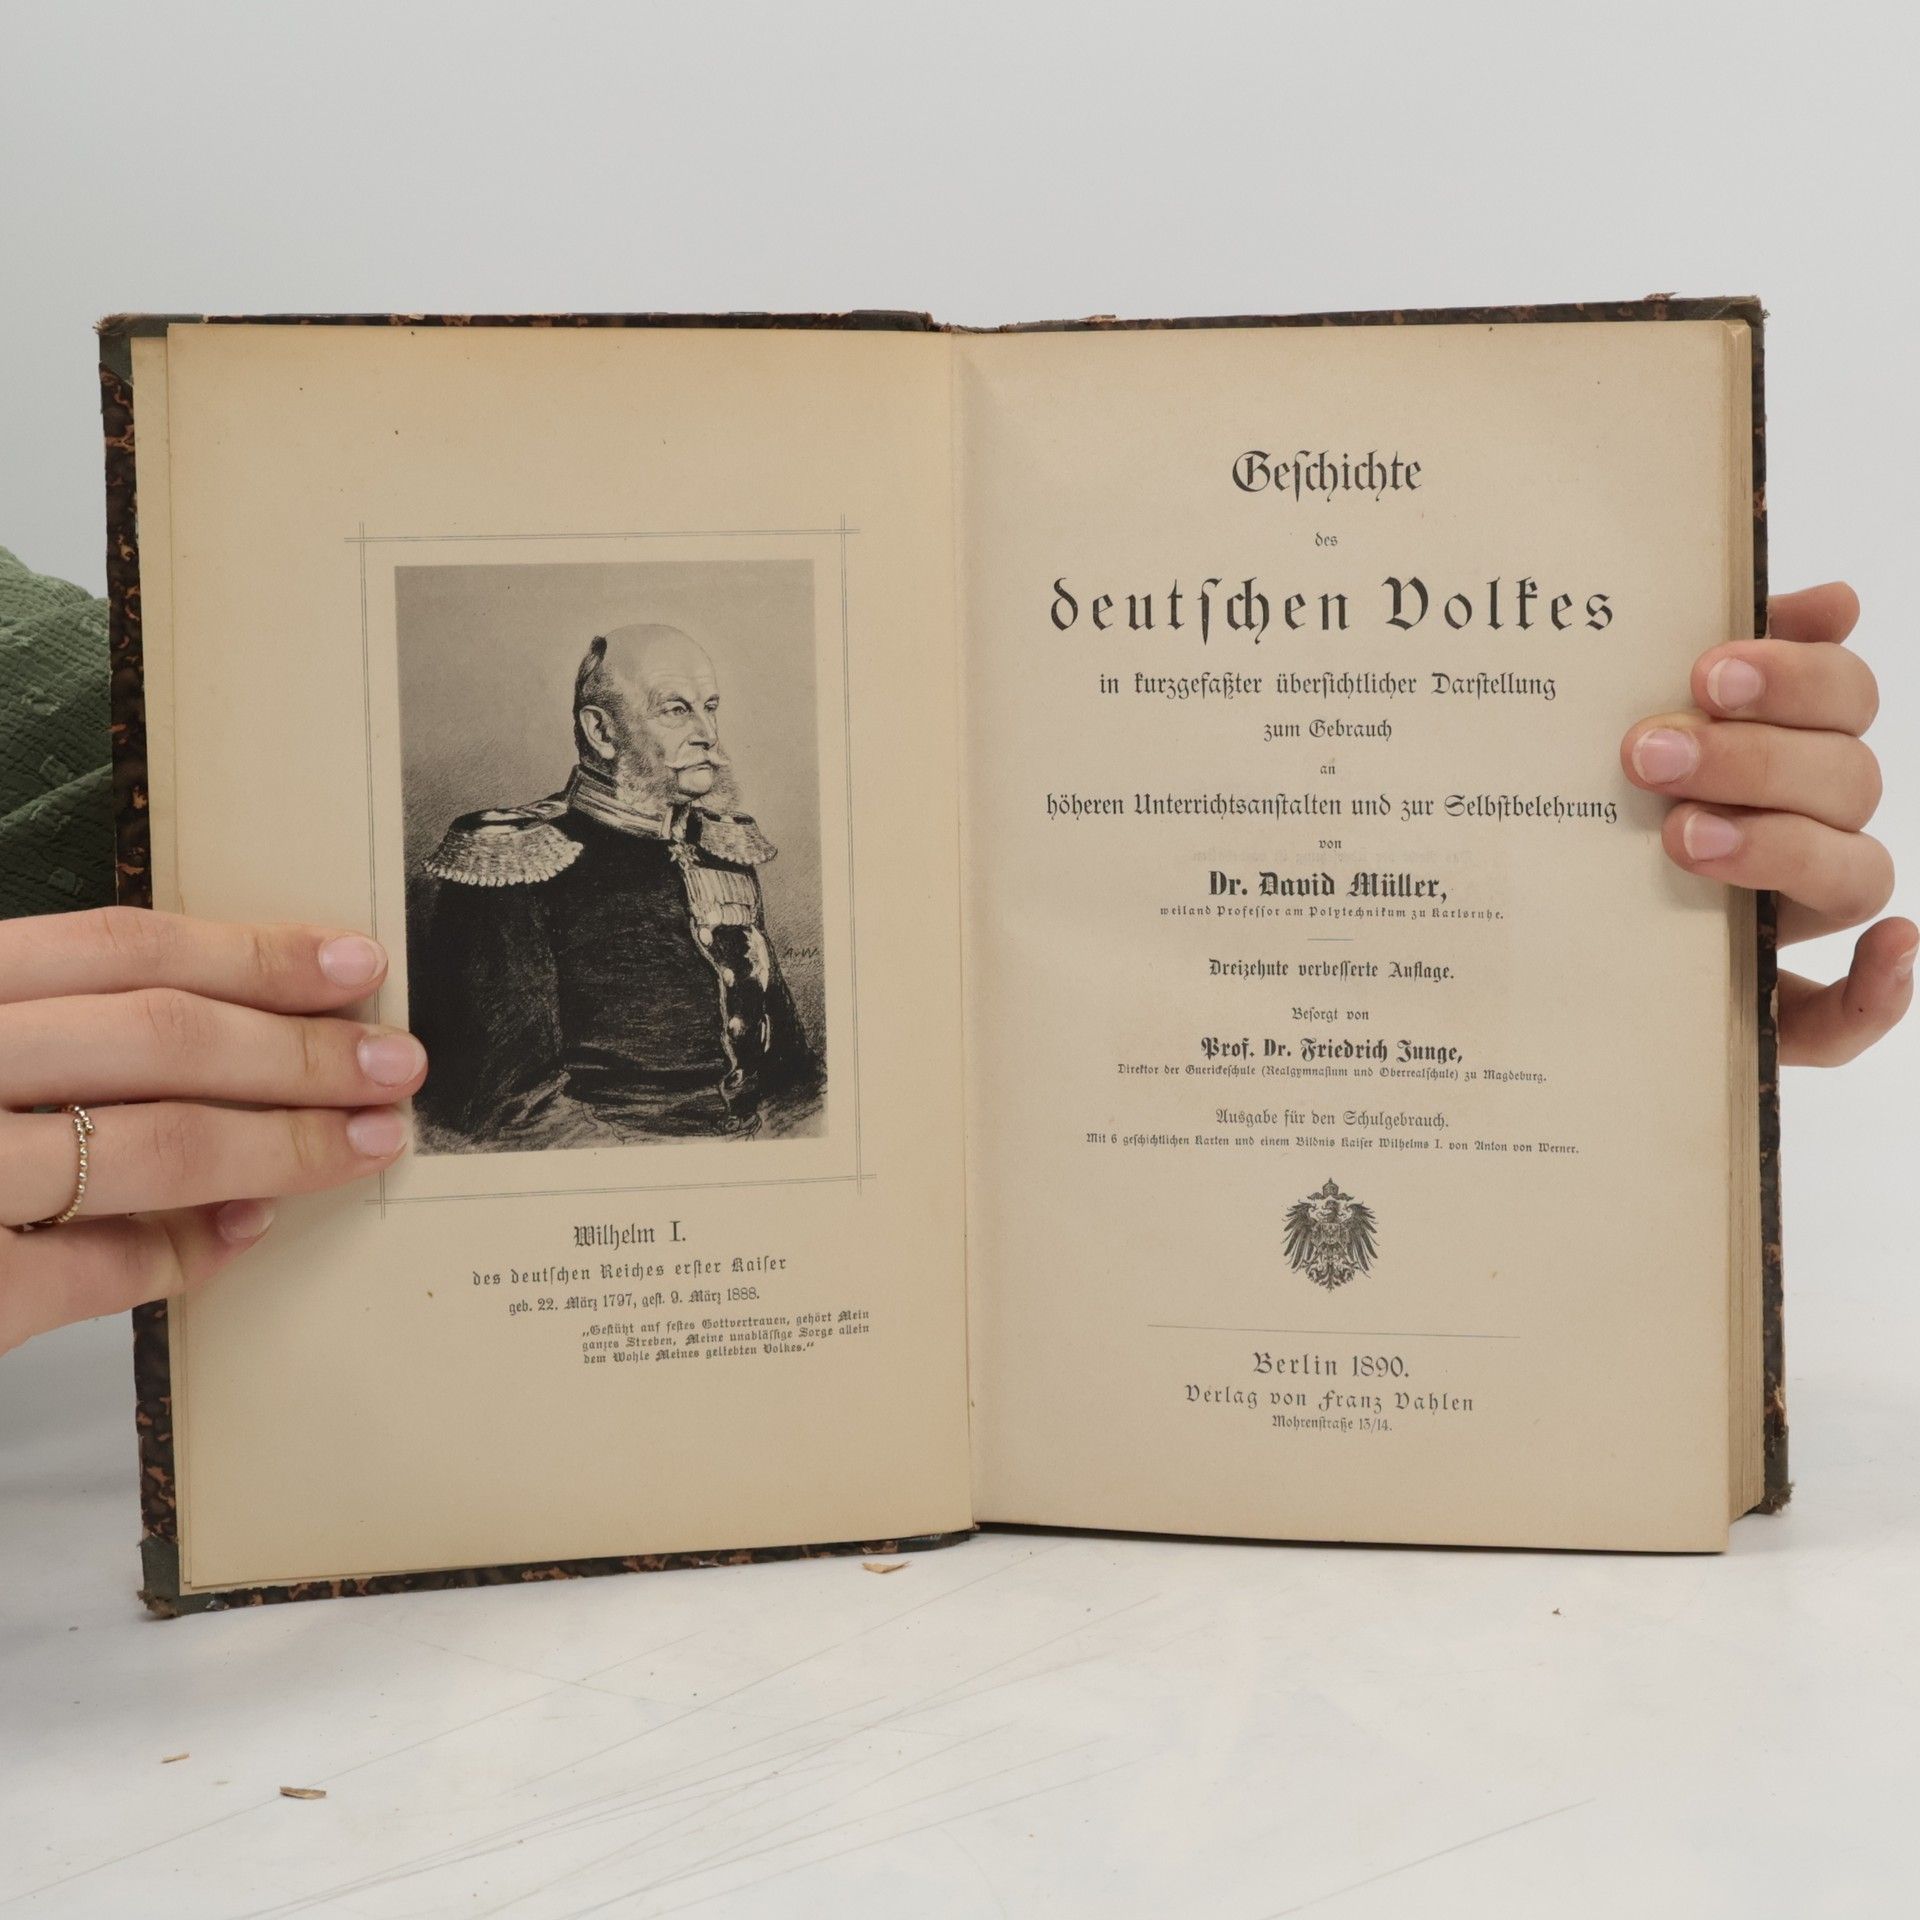 Wilhelm I.
des deutſchen Reiches erſter Kaiſer
geb. 22. März 1797, geſt. 9. März 1888.
„Geſtützt auf feſtes Gottvertrauen, gehört Mein
ganzes Streben, Meine unabläſſige Sorge allein
dem Wohle Meines geliebten Volkes.“
Geſchichte
des
deutſchen Volkes
in kurzgefaßter überſichtlicher Darſtellung
zum Gebrauch
an
höheren Unterrichtsanſtalten und zur Selbſtbelehrung
von
Dr. David Müller,
weiland Profeſſor am Polytechnikum zu Karlsruhe.
Dreizehnte verbeſſerte Auflage.
Beſorgt von
Prof. Dr. Friedrich Junge,
Direktor der Guerickeſchule (Realgymnaſium und Oberrealſchule) zu Magdeburg.
Ausgabe für den Schulgebrauch.
Mit 6 geſchichtlichen Karten und einem Bildnis Kaiſer Wilhelms I. von Anton von Werner.
Berlin 1890.
Verlag von Franz Vahlen
Mohrenſtraße 13/14.